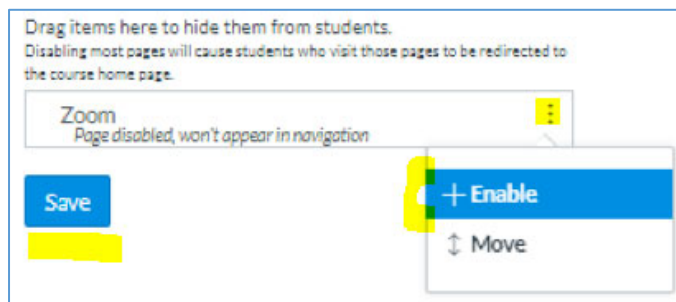 Drag items here to hide them from students.
Disabling most pages will cause students who visit those pages to be redirected to
the course home page.
Zoom
Page disabled, won't appear in navigation
+ Enable
Save
Move